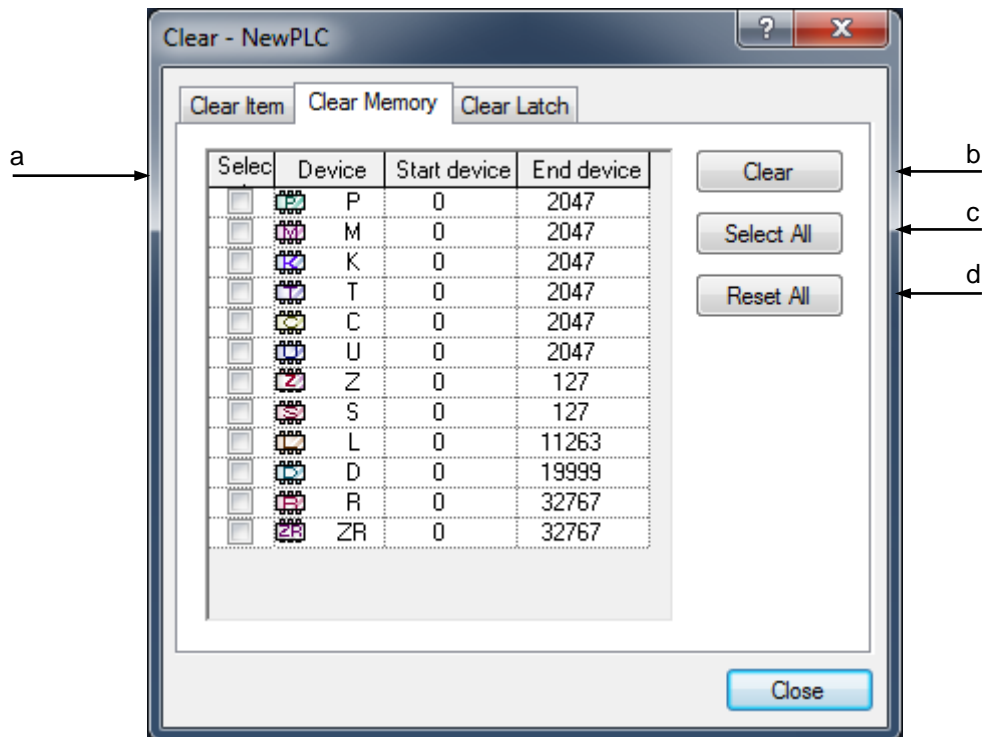 Clear - NewPLC
Clear Item Clear Memory Clear Latch
a
b
c
d
Selec Device Start device End device
P P 0 2047
M M 0 2047
K K 0 2047
T T 0 2047
C C 0 2047
U U 0 2047
Z Z 0 127
S S 0 127
L L 0 11263
D D 0 19999
R R 0 32767
ZR ZR 0 32767
Clear
Select All
Reset All
Close